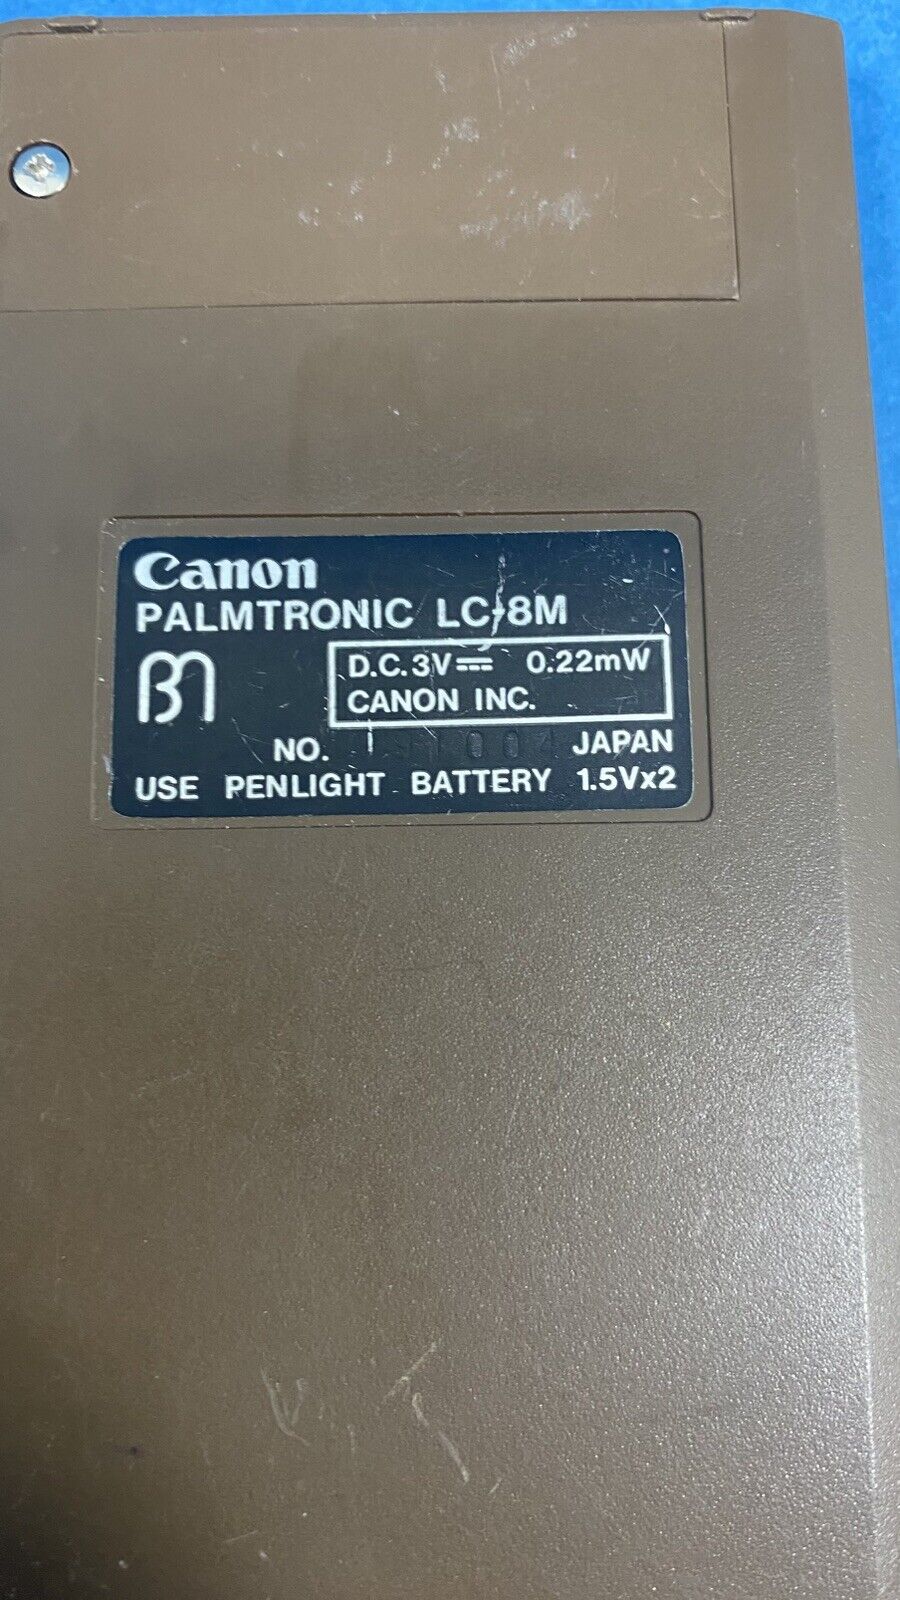 Canon
PALMTRONIC LC-8M
D.C.3V⎓ 0.22mW
CANON INC.
NO. JAPAN
USE PENLIGHT BATTERY 1.5Vx2